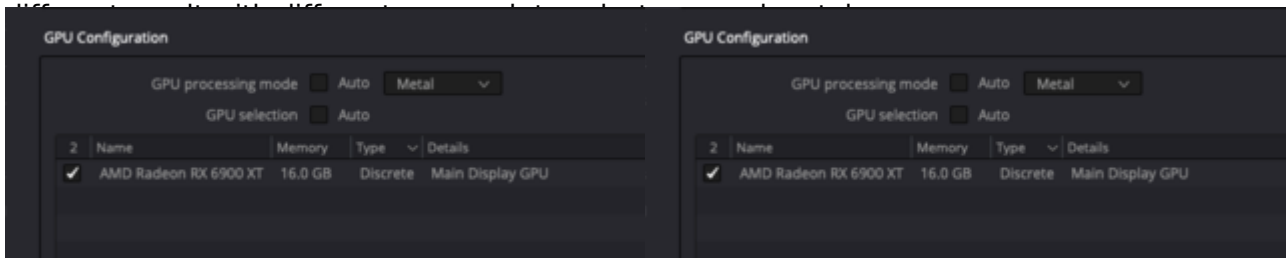 GPU Configuration
GPU processing mode Auto Metal
GPU selection Auto
2 Name Memory Type Details
AMD Radeon RX 6900 XT 16.0 GB Discrete Main Display GPU
GPU Configuration
GPU processing mode Auto Metal
GPU selection Auto
2 Name Memory Type Details
AMD Radeon RX 6900 XT 16.0 GB Discrete Main Display GPU